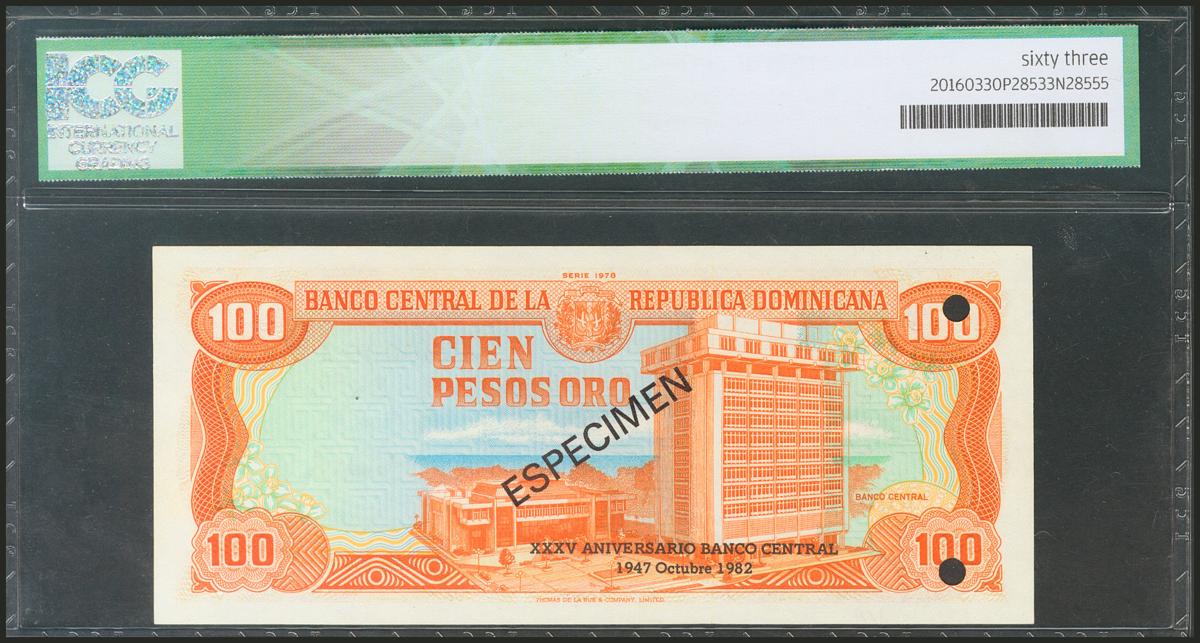 ICG
INTERNATIONAL
CURRENCY
GRADING
sixty three
20160330P28533N28555
SERIE 1978
BANCO CENTRAL DE LA REPUBLICA DOMINICANA
100
100
CIEN
PESOS ORO
ESPECIMEN
BANCO CENTRAL
100
100
XXXV ANIVERSARIO BANCO CENTRAL
1947 Octubre 1982
THOMAS DE LA RUE & COMPANY, LIMITED.